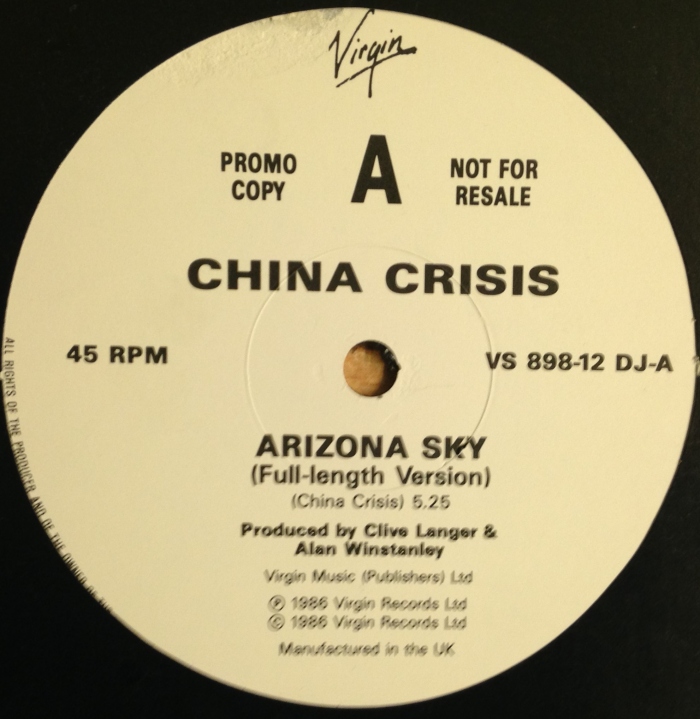 Virgin
PROMO COPY
A
NOT FOR RESALE
CHINA CRISIS
45 RPM
VS 898-12 DJ-A
ARIZONA SKY
(Full-length Version)
(China Crisis) 5.25
Produced by Clive Langer &
Alan Winstanley
Virgin Music (Publishers) Ltd
℗ 1986 Virgin Records Ltd
© 1986 Virgin Records Ltd
Manufactured in the UK
ALL RIGHTS OF THE PRODUCER AND OF THE OWNER OF THE